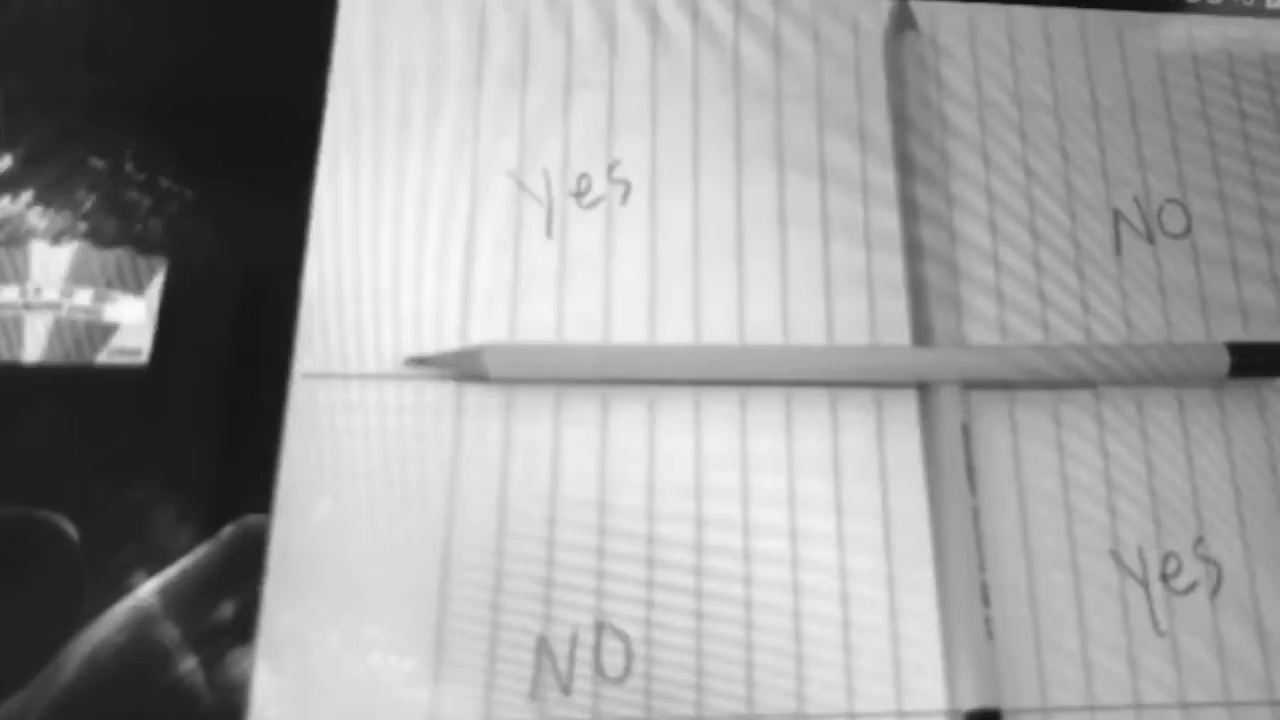 Yes NO
NO Yes